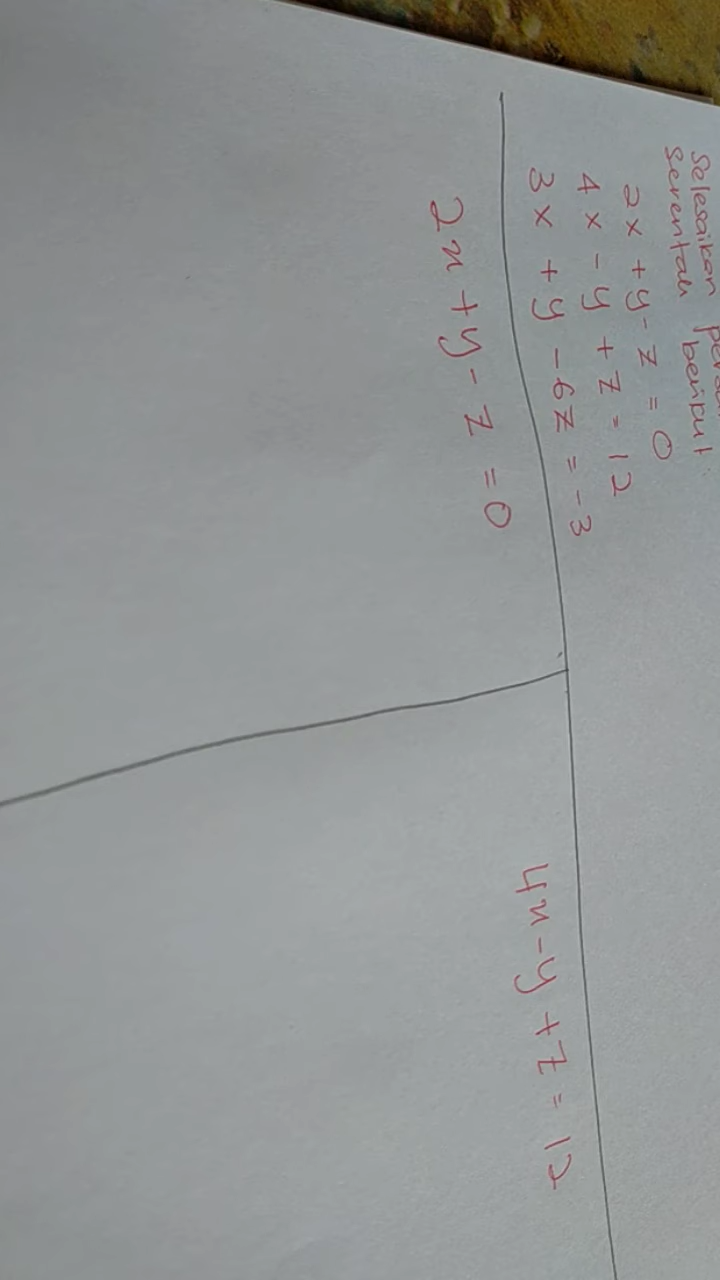 Selesaikan
serentak berikut
2x + y - z = 0
4x - y + z = 12
3x + y - 6z = -3
2x + y - z = 0
4x - y + z = 12